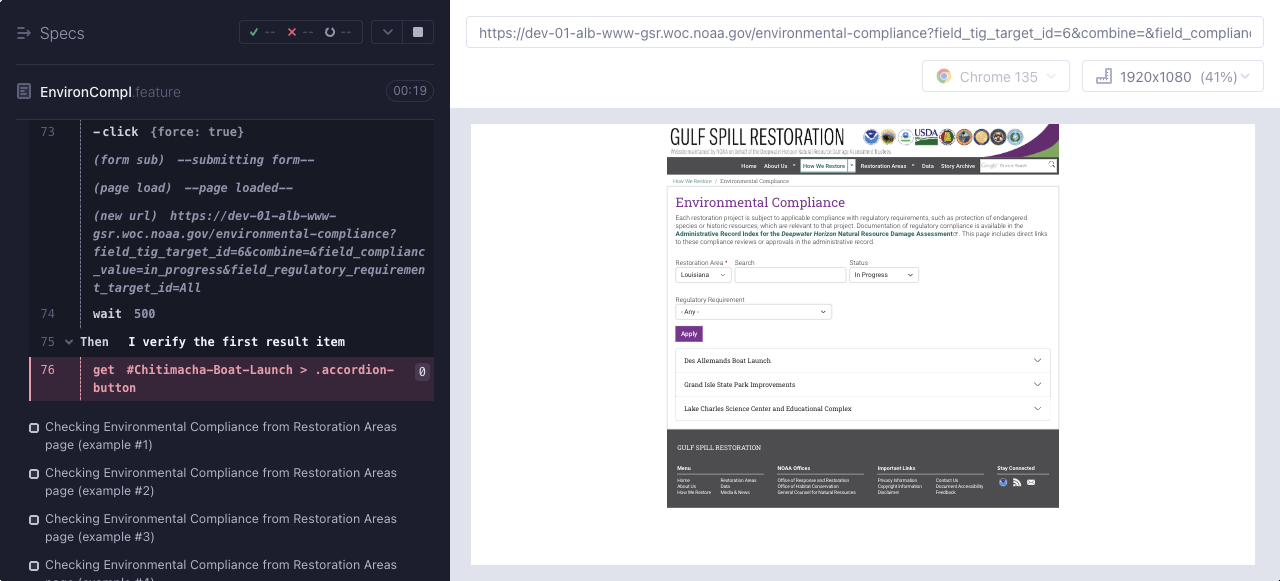 Specs
--
--
--
EnvironCompl.feature
00:19
73 -click {force: true}
(form sub) --submitting form--
(page load) --page loaded--
(new url) https://dev-01-alb-www-
gsr.woc.noaa.gov/environmental-compliance?
field_tig_target_id=6&combine=&field_complianc
_value=in_progress&field_regulatory_requiremen
t_target_id=All
74 wait 500
75 Then I verify the first result item
76 get #Chitimacha-Boat-Launch > .accordion-
button
0
Checking Environmental Compliance from Restoration Areas
page (example #1)
Checking Environmental Compliance from Restoration Areas
page (example #2)
Checking Environmental Compliance from Restoration Areas
page (example #3)
Checking Environmental Compliance from Restoration Areas
page (example #4)
https://dev-01-alb-www-gsr.woc.noaa.gov/environmental-compliance?field_tig_target_id=6&combine=&field_complian
Chrome 135
1920x1080 (41%)
GULF SPILL RESTORATION
USDA
Website maintained by NOAA on behalf of the Deepwater Horizon Natural Resource Damage Assessment Trustees
Home About Us How We Restore Restoration Areas Data Story Archive
How We Restore / Environmental Compliance
Environmental Compliance
Each restoration project is subject to applicable compliance with regulatory requirements, such as protection of endangered
species or historic resources, which are relevant to that project. Documentation of regulatory compliance is available in the
Administrative Record Index for the Deepwater Horizon Natural Resource Damage Assessment. This page includes direct links
to these compliance reviews or approvals in the administrative record.
Restoration Area * Search Status
Louisiana In Progress
Regulatory Requirement
- Any -
Apply
Des Allemands Boat Launch
Grand Isle State Park Improvements
Lake Charles Science Center and Educational Complex
GULF SPILL RESTORATION
Menu NOAA Offices Important Links Stay Connected
Home Restoration Areas Office of Response and Restoration Privacy Information Contact Us
About Us Data Office of Habitat Conservation Copyright Information Document Accessibility
How We Restore Media & News General Counsel for Natural Resources Disclaimer Feedback